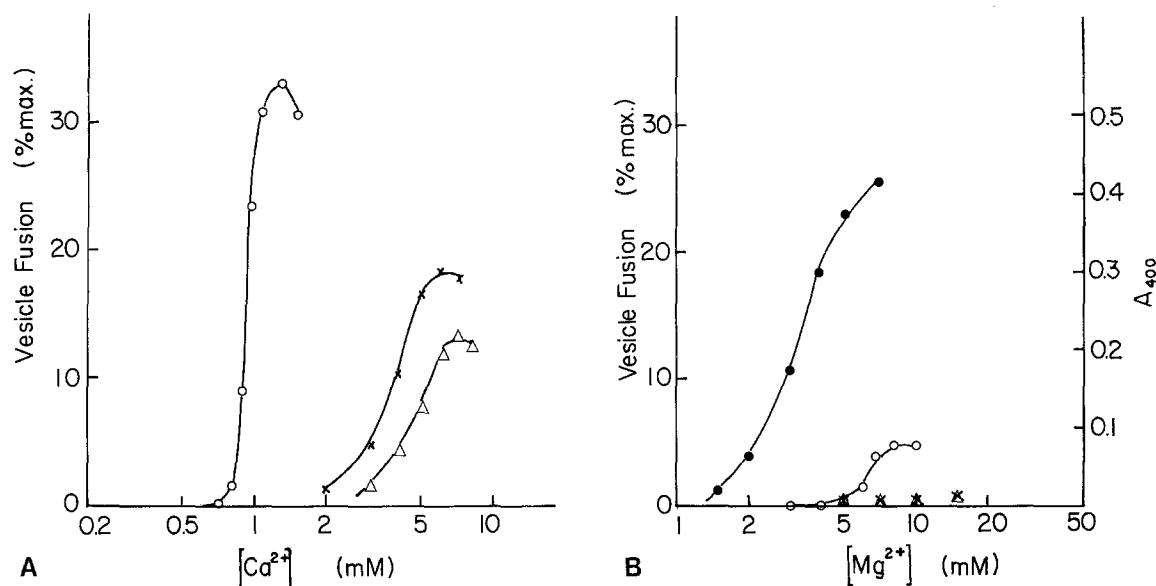 Vesicle Fusion (% max.)
30
20
10
0
0.2 0.5 1 2 5 10
A [Ca²⁺] (mM)
Vesicle Fusion (% max.)
30
20
10
0
1 2 5 10 20 50
B [Mg²⁺] (mM)
0.5
0.4
0.3
0.2
0.1
0
A₄₀₀